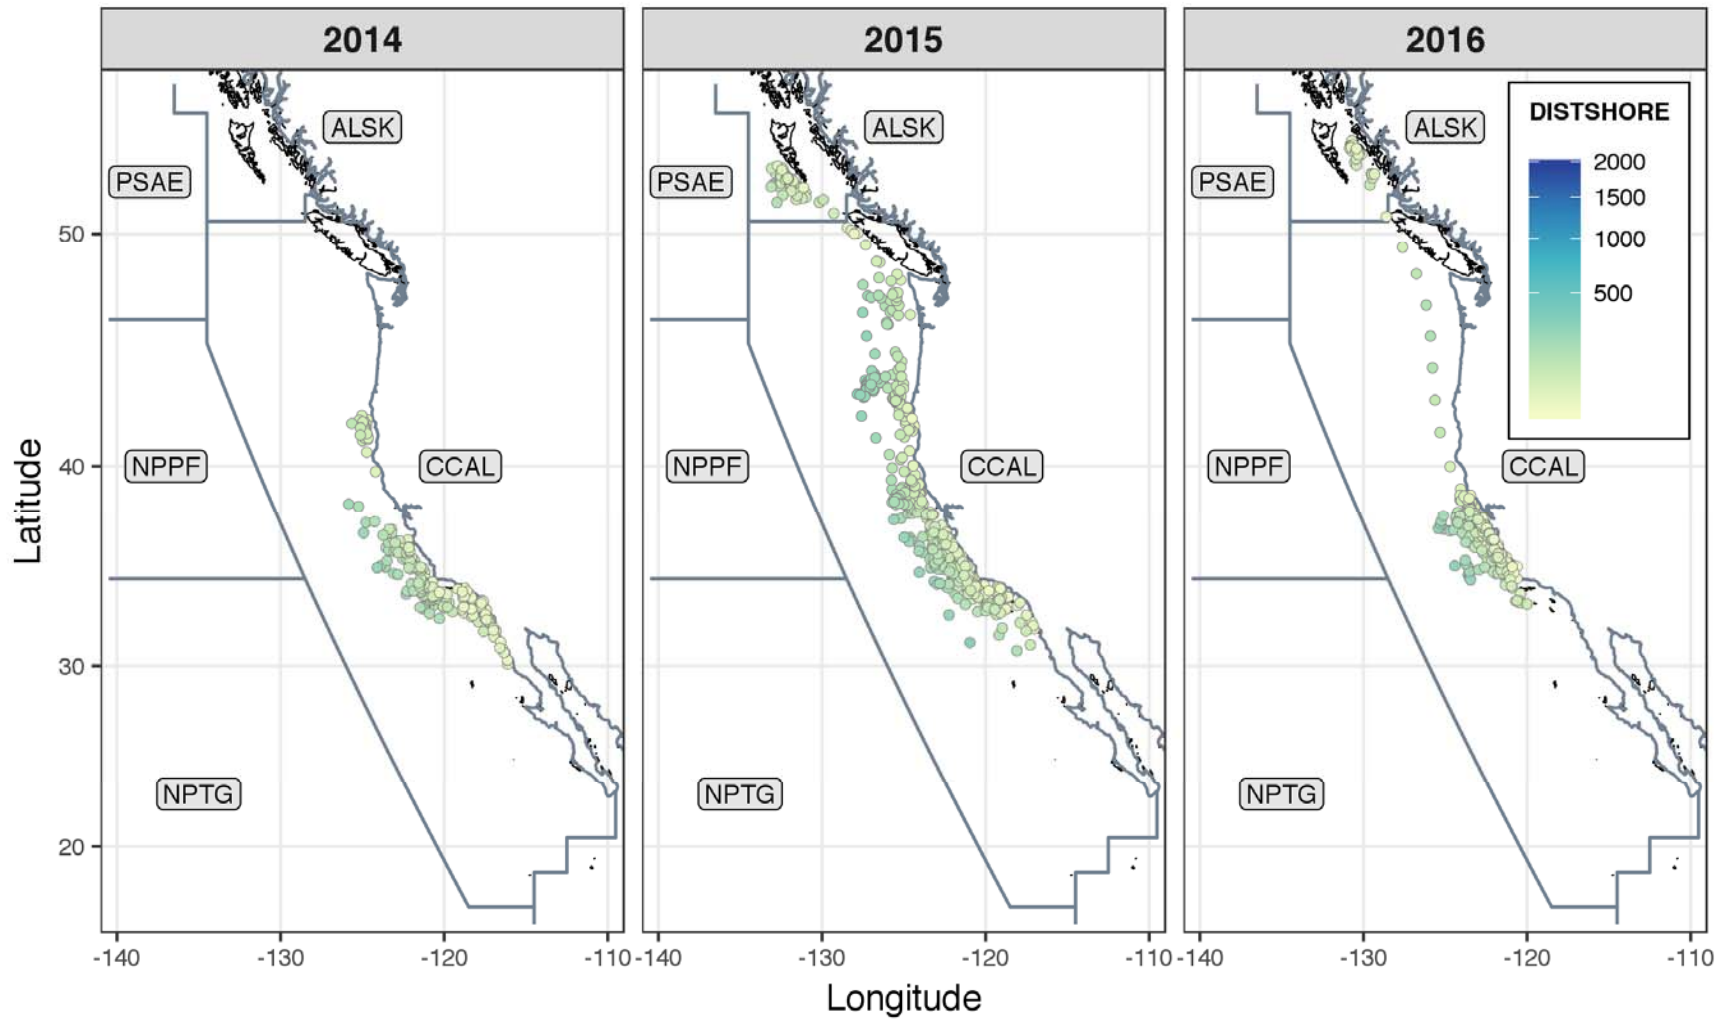 2014 2015 2016
ALSK ALSK ALSK
DISTSHORE
PSAE PSAE PSAE
2000
1500
1000
500
50
40
30
20
NPPF CCAL NPPF CCAL NPPF CCAL
NPTG NPTG NPTG
Latitude
-140 -130 -120 -110 -140 -130 -120 -110 -140 -130 -120 -110
Longitude